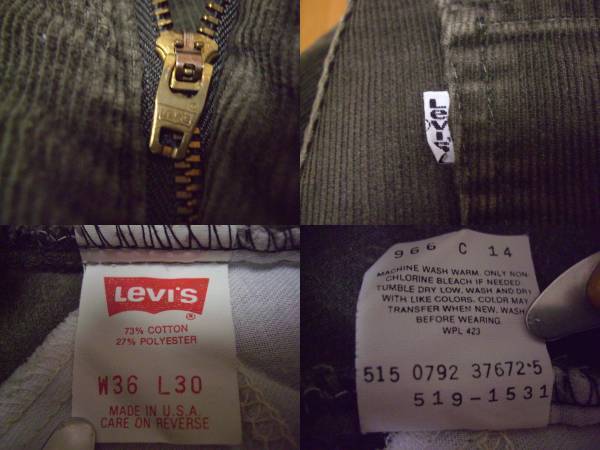 Levi's
LEVI'S
®
73% COTTON
27% POLYESTER
W36 L30
MADE IN U.S.A.
CARE ON REVERSE
966 C 14
MACHINE WASH WARM. ONLY NON-
CHLORINE BLEACH IF NEEDED
TUMBLE DRY LOW. WASH AND DRY
WITH LIKE COLORS. COLOR MAY
TRANSFER WHEN NEW. WASH
BEFORE WEARING.
WPL 423
515 0792 37672·5
519-1531